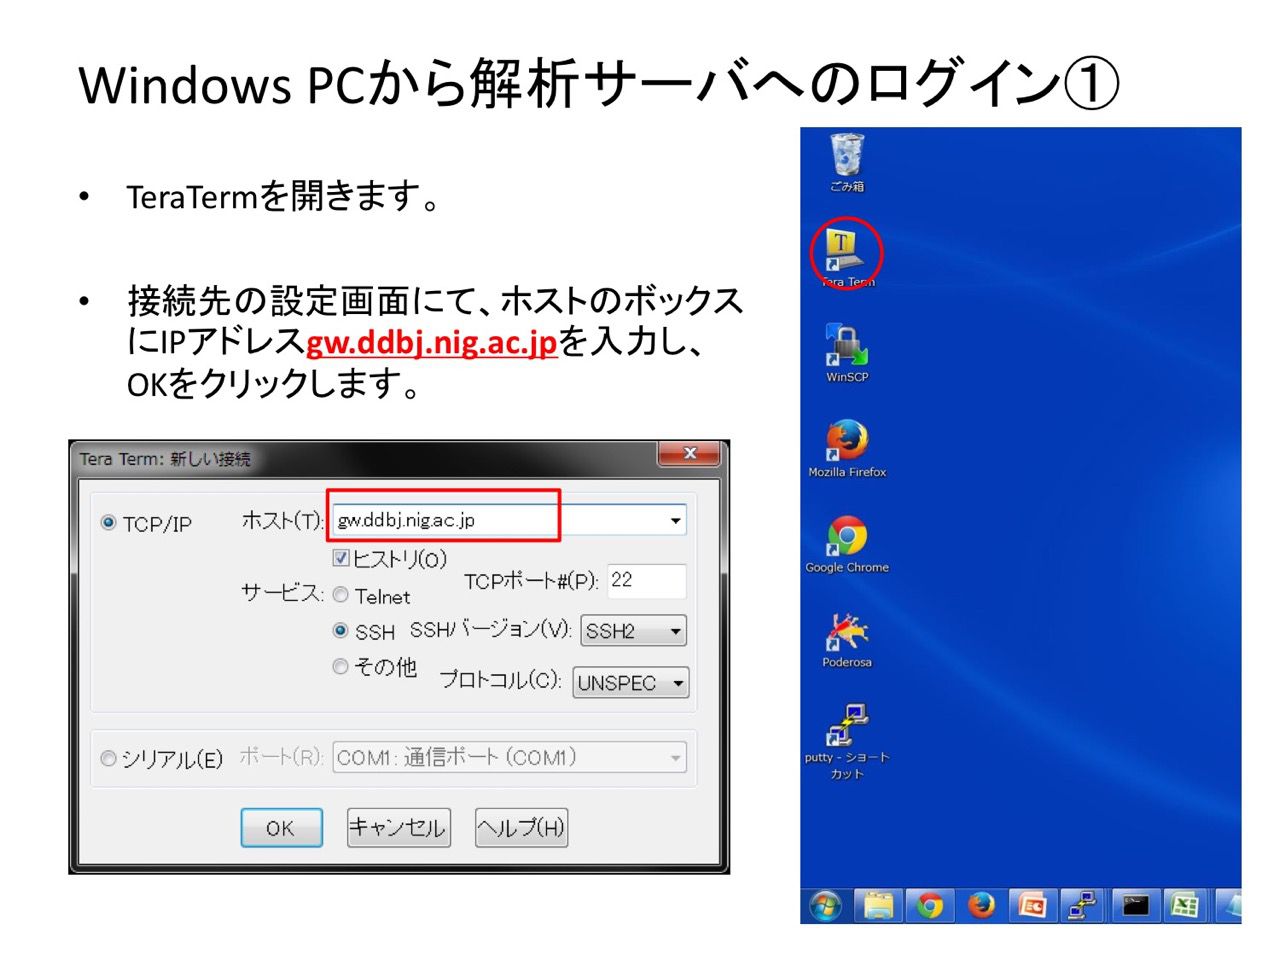 Windows PCから解析サーバへのログイン①
• TeraTermを開きます。
• 接続先の設定画面にて、ホストのボックス
にIPアドレスgw.ddbj.nig.ac.jpを入力し、
OKをクリックします。
Tera Term: 新しい接続
TCP/IP
ホスト(T): gw.ddbj.nig.ac.jp
ヒストリ(O)
サービス:
Telnet
TCPポート#(P): 22
SSH
SSHバージョン(V): SSH2
その他
プロトコル(C): UNSPEC
シリアル(E)
ポート(R): COM1: 通信ポート (COM1)
OK
キャンセル
ヘルプ(H)
ごみ箱
Tera Term
WinSCP
Mozilla Firefox
Google Chrome
Poderosa
putty - ショート
カット